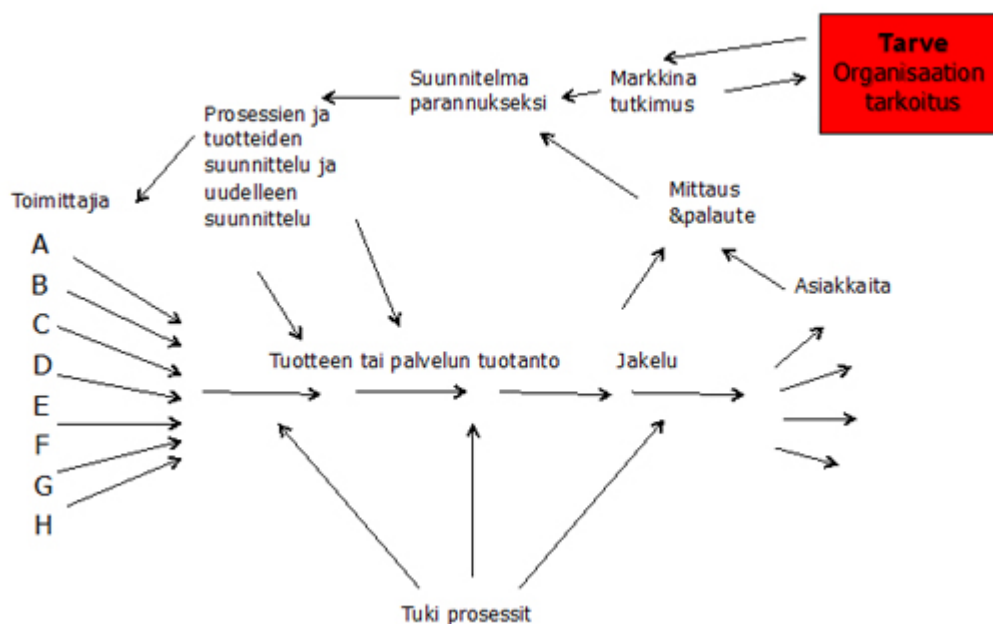 Tarve
Organisaation
tarkoitus
Markkina
tutkimus
Suunnitelma
parannukseksi
Prosessien ja
tuotteiden
suunnittelu ja
uudelleen
suunnittelu
Toimittajia
A
B
C
D
E
F
G
H
Mittaus
&palaute
Asiakkaita
Tuotteen tai palvelun tuotanto
Jakelu
Tuki prosessit